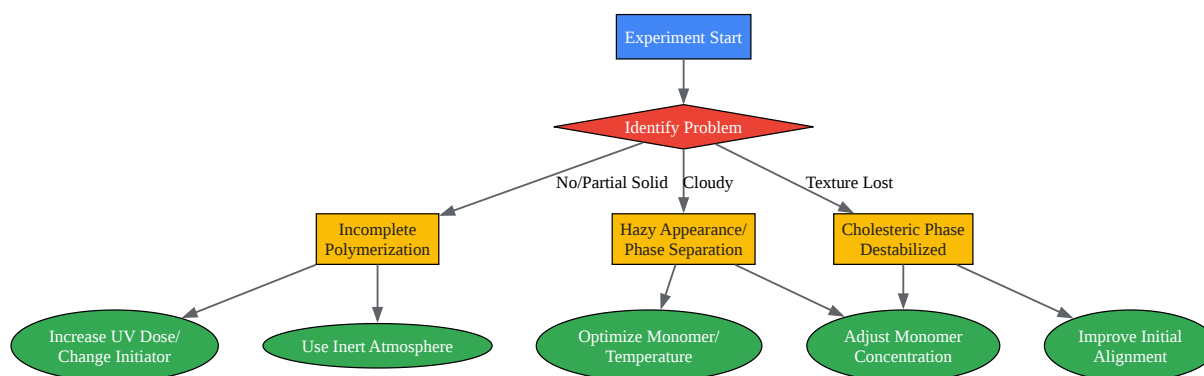 Experiment Start
Identify Problem
No/Partial Solid
Cloudy
Texture Lost
Incomplete
Polymerization
Hazy Appearance/
Phase Separation
Cholesteric Phase
Destabilized
Increase UV Dose/
Change Initiator
Use Inert Atmosphere
Optimize Monomer/
Temperature
Adjust Monomer
Concentration
Improve Initial
Alignment